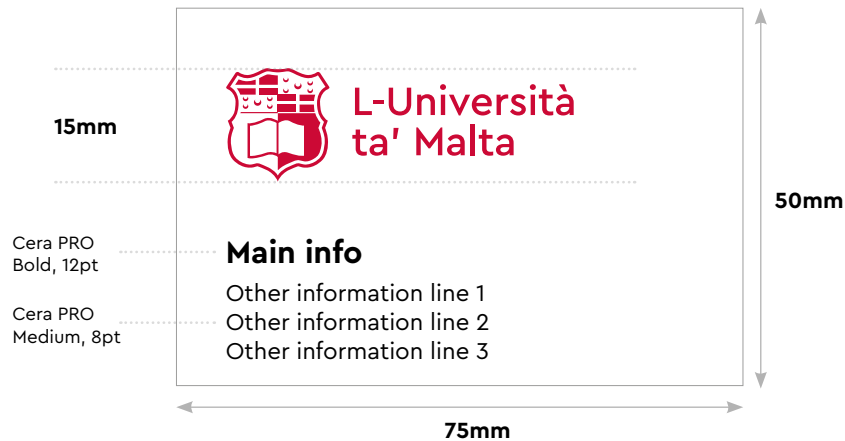 L-Università
ta' Malta
15mm
50mm
Cera PRO
Bold, 12pt
Main info
Other information line 1
Cera PRO
Medium, 8pt
Other information line 2
Other information line 3
75mm